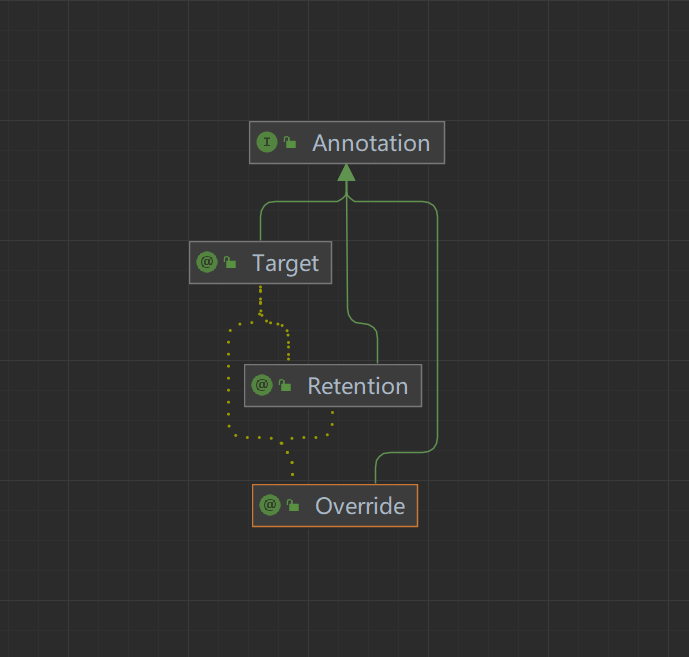 I Annotation
@ Target
@ Retention
@ Override